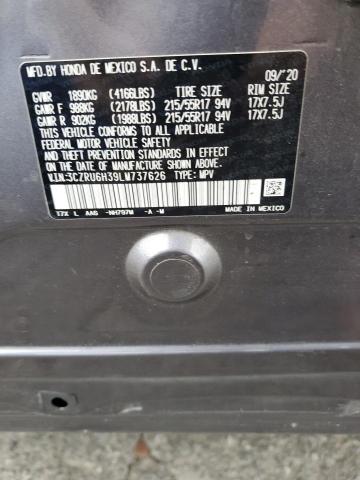 MFD.BY HONDA DE MEXICO S.A. DE C.V. 09/'20
GVWR 1890KG (4166LBS) TIRE SIZE RIM SIZE
GAWR F 988KG (2178LBS) 215/55R17 94V 17X7.5J
GAWR R 902KG (1988LBS) 215/55R17 94V 17X7.5J
THIS VEHICLE CONFORMS TO ALL APPLICABLE
FEDERAL MOTOR VEHICLE SAFETY AND
THEFT PREVENTION STANDARDS IN EFFECT ON
THE DATE OF MANUFACTURE SHOWN ABOVE.
V.I.N:3CZRU6H39LM737626 TYPE: MPV
T7X L AAG -NH797M -A -M MADE IN MEXICO